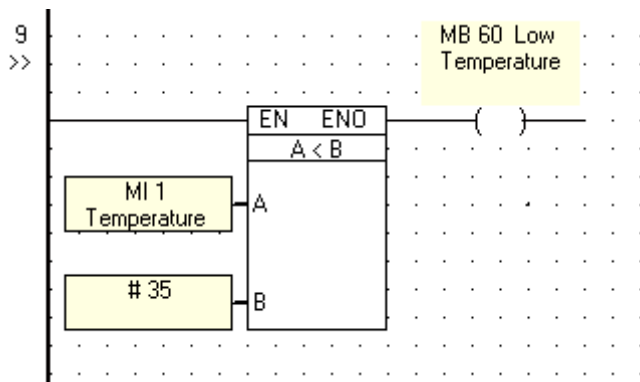 9
>>
MB 60 Low
Temperature
EN ENO
A < B
MI 1
Temperature
A
# 35
B